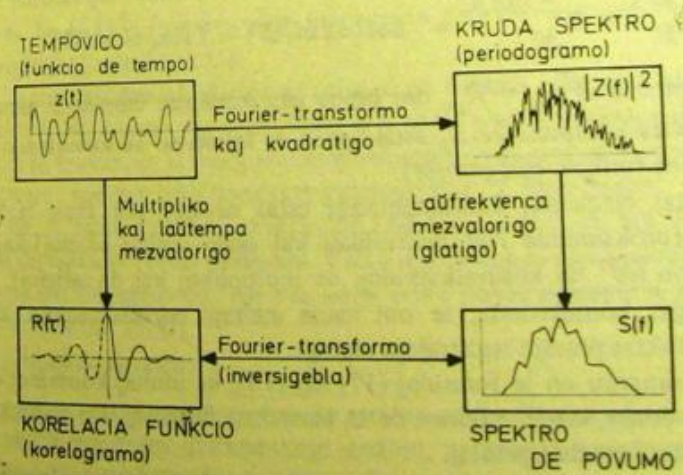 TEMPOVICO
(funkcio de tempo)
z(t)
Fourier-transformo
kaj kvadratigo
KRUDA SPEKTRO
(periodogramo)
|Z(f)|²
Multipliko
kaj laŭtempa
mezvalorigo
Laŭfrekvenca
mezvalorigo
(glatigo)
R(τ)
Fourier-transformo
(inversigebla)
S(f)
KORELACIA FUNKCIO
(korelogramo)
SPEKTRO
DE POVUMO